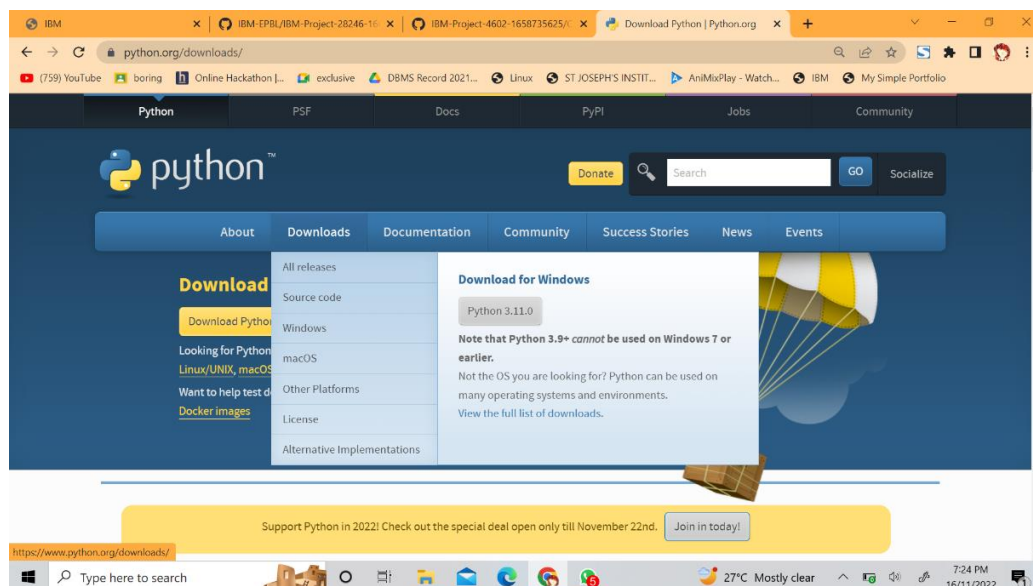 IBM
IBM-EPBL/IBM-Project-28246-16
IBM-Project-4602-1658735625/
Download Python | Python.org
python.org/downloads/
(759) YouTube
boring
Online Hackathon |...
exclusive
DBMS Record 2021...
Linux
ST JOSEPH'S INSTIT...
AniMixPlay - Watch...
IBM
My Simple Portfolio
Python
PSF
Docs
PyPI
Jobs
Community
python™
Donate
Search
GO
Socialize
About
Downloads
Documentation
Community
Success Stories
News
Events
Download
Download Pytho
Looking for Python
Linux/UNIX, macOS
Want to help test d
Docker images
All releases
Source code
Windows
macOS
Other Platforms
License
Alternative Implementations
Download for Windows
Python 3.11.0
Note that Python 3.9+ cannot be used on Windows 7 or
earlier.
Not the OS you are looking for? Python can be used on
many operating systems and environments.
View the full list of downloads.
Support Python in 2022! Check out the special deal open only till November 22nd.
Join in today!
https://www.python.org/downloads/
Type here to search
27°C Mostly clear
7:24 PM
16/11/2022